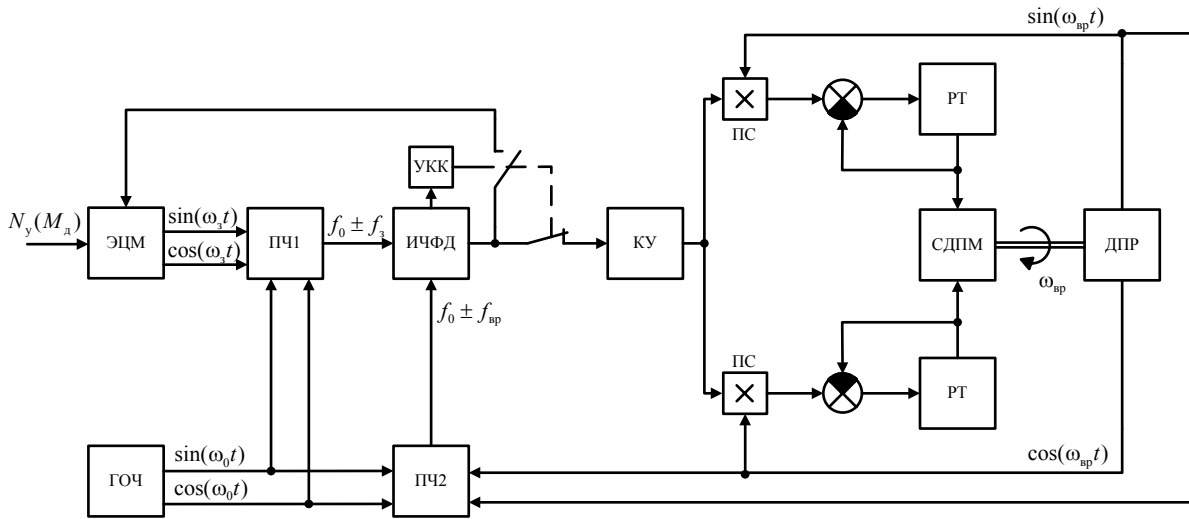 sin(ω_вр t)
РТ
ПС
УКК
N_у(M_д)
sin(ω_з t)
ЭЦМ
cos(ω_з t)
ПЧ1
f_0 ± f_з
ИЧФД
КУ
СДПМ
ДПР
ω_вр
f_0 ± f_вр
ПС
РТ
sin(ω_0 t)
ГОЧ
cos(ω_0 t)
ПЧ2
cos(ω_вр t)